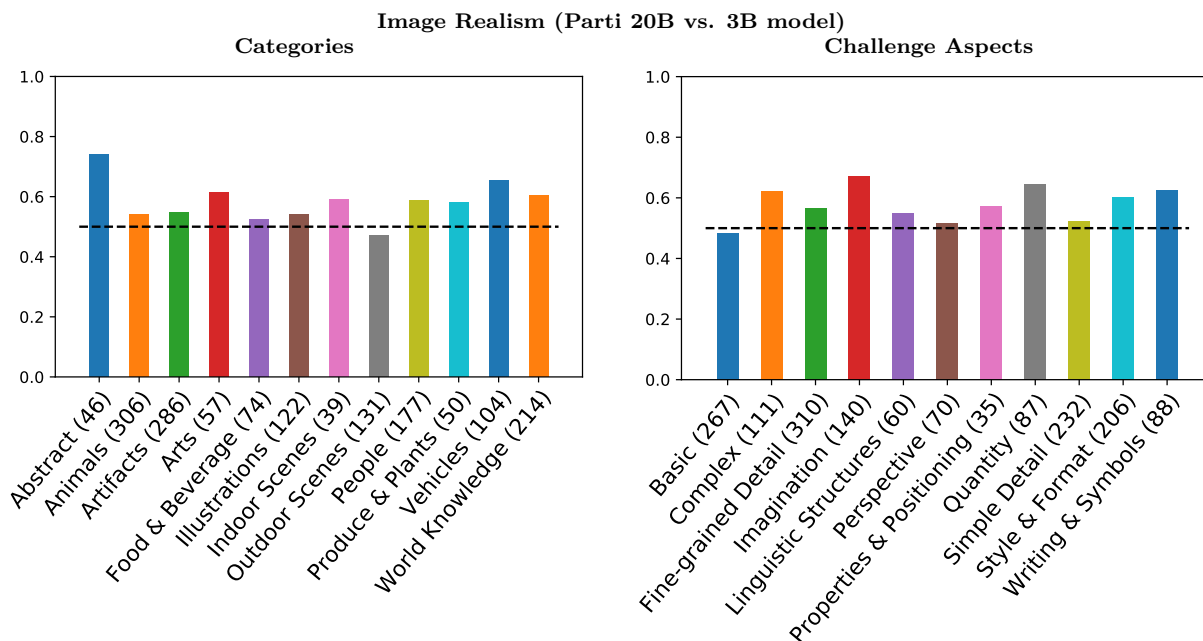 Image Realism (Parti 20B vs. 3B model)
Categories
1.0
0.8
0.6
0.4
0.2
0.0
Abstract (46)
Animals (306)
Artifacts (286)
Arts (57)
Food & Beverage (74)
Illustrations (122)
Indoor Scenes (39)
Outdoor Scenes (131)
People (177)
Produce & Plants (50)
Vehicles (104)
World Knowledge (214)
Challenge Aspects
1.0
0.8
0.6
0.4
0.2
0.0
Basic (267)
Complex (111)
Fine-grained Detail (310)
Imagination (140)
Linguistic Structures (60)
Perspective (70)
Properties & Positioning (35)
Quantity (87)
Simple Detail (232)
Style & Format (206)
Writing & Symbols (88)